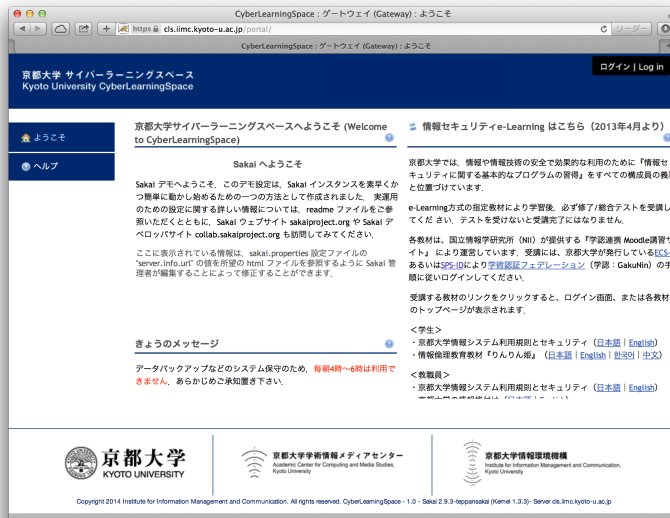 CyberLearningSpace : ゲートウェイ (Gateway) : ようこそ
https cls.iimc.kyoto-u.ac.jp/portal/
リーダー
CyberLearningSpace : ゲートウェイ (Gateway) : ようこそ
京都大学 サイバーラーニングスペース
Kyoto University CyberLearningSpace
ログイン | Log in
ようこそ
ヘルプ
京都大学サイバーラーニングスペースへようこそ (Welcome
to CyberLearningSpace)
Sakai へようこそ
Sakai デモへようこそ．このデモ設定は，Sakai インスタンスを素早くか
つ簡単に動かし始めるための一つの方法として作成されました． 実運用
のための設定に関する詳しい情報については，readme ファイルをご参
照いただくとともに，Sakai ウェブサイト sakaiproject.org や Sakai デ
ベロッパサイト collab.sakaiproject.org も訪問してみてください．
ここに表示されている情報は，sakai.properties 設定ファイルの
"server.info.url" の値を所望の html ファイルを参照するように Sakai 管
理者が編集することによって修正することができます．
きょうのメッセージ
データバックアップなどのシステム保守のため，毎朝4時〜6時は利用で
きません．あらかじめご承知置き下さい．
情報セキュリティe-Learning はこちら（2013年4月より）
京都大学では，情報や情報技術の安全で効果的な利用のために『情報セ
キュリティに関する基本的なプログラムの習得』をすべての構成員の義務
と位置づけています．
e-Learning方式の指定教材により学習後，必ず修了/総合テストを受講し
てくだ さい．テストを受けないと受講完了にはなりません．
各教材は，国立情報学研究所（NII）が提供する『学認連携 Moodle講習サ
イト』 により運営しています．受講には，京都大学が発行しているECS-
あるいはSPS-IDにより学術認証フェデレーション（学認：GakuNin）の手
順に従いログインしてください．
受講する教材のリンクをクリックすると、ログイン画面、または各教材
のトップページが表示されます．
＜学生＞
・京都大学情報システム利用規則とセキュリティ（日本語 | English）
・情報倫理教育教材『りんりん姫』（日本語 | English | 한국어 | 中文）
＜教職員＞
・京都大学情報システム利用規則とセキュリティ（日本語 | English）
京都大学
KYOTO UNIVERSITY
京都大学学術情報メディアセンター
Academic Center for Computing and Media Studies,
Kyoto University
京都大学情報環境機構
Institute for Information Management and Communication,
Kyoto University
Copyright 2014 Institute for Information Management and Communication. All rights reserved. CyberLearningSpace - 1.0 - Sakai 2.9.3-teppansakai (Kernel 1.3.3)- Server cls.iimc.kyoto-u.ac.jp